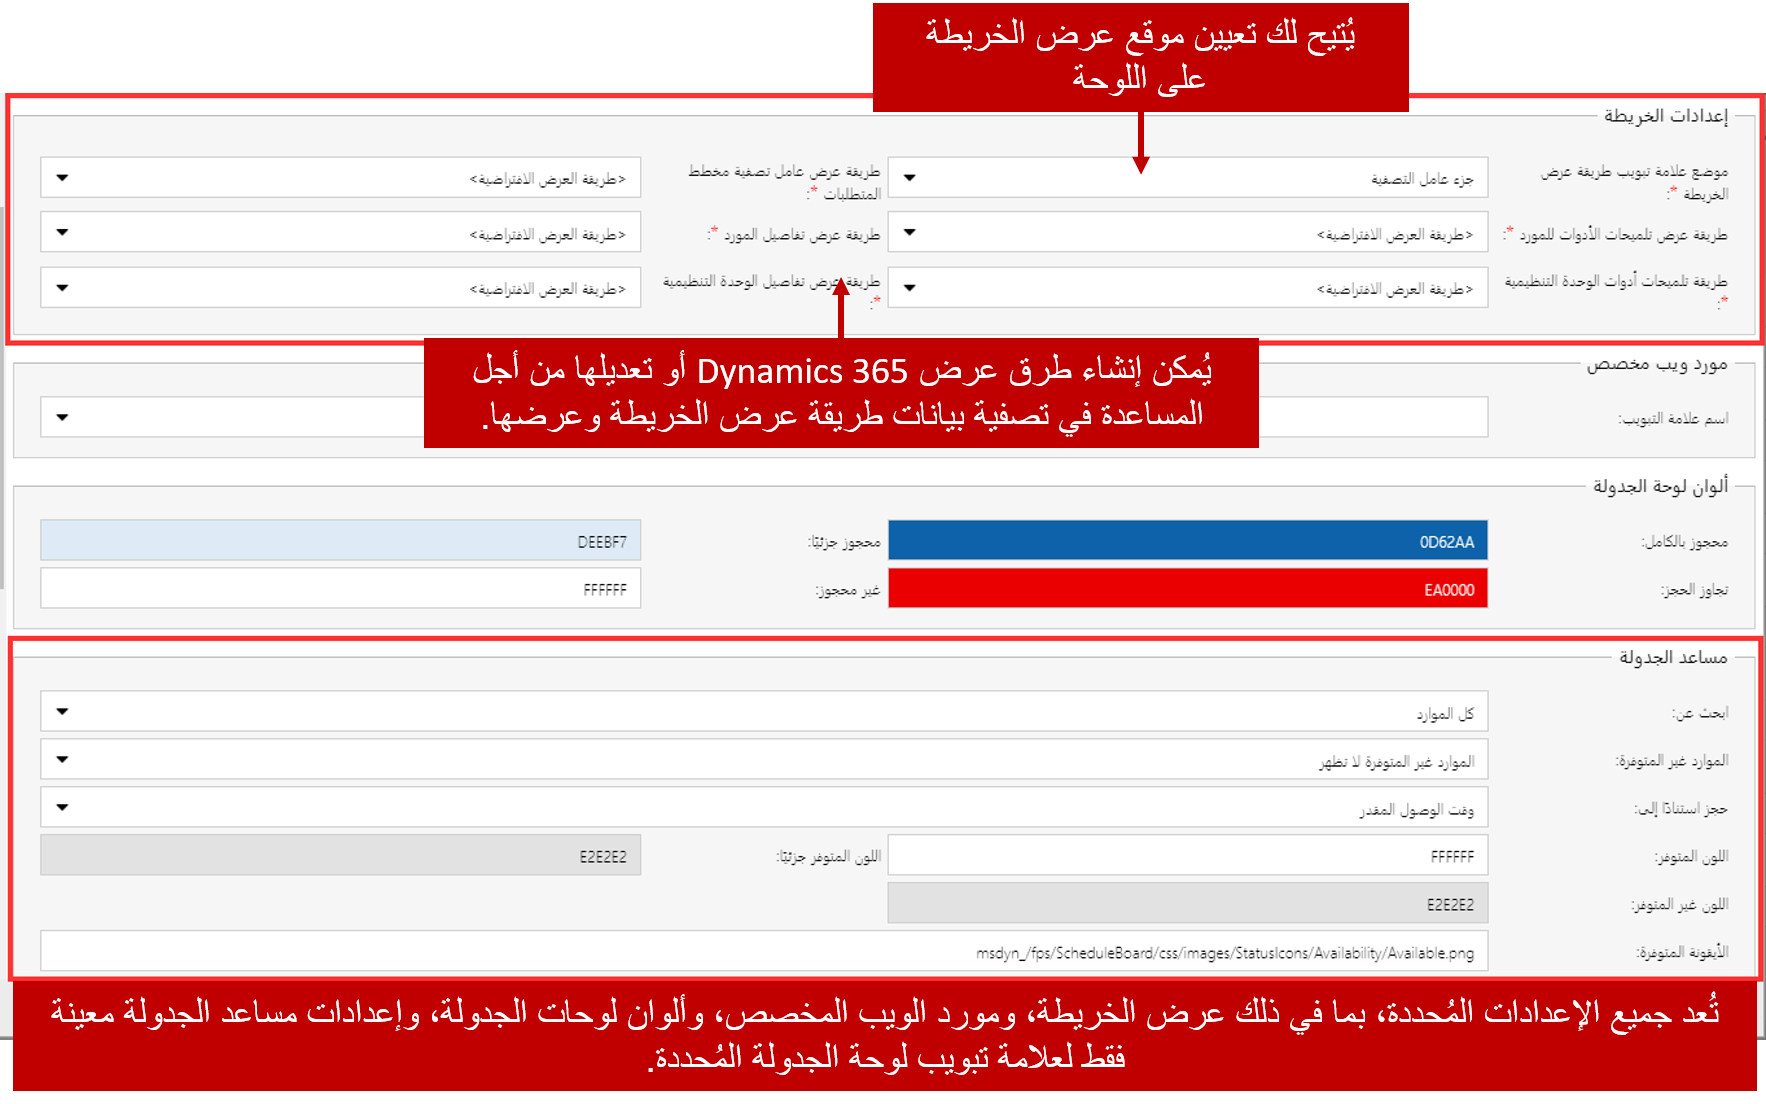 يُتيح لك تعيين موقع عرض الخريطة
على اللوحة
إعدادات الخريطة
موضع علامة تبويب طريقة عرض
الخريطة *:
جزء عامل التصفية
طريقة عرض عامل تصفية مخطط
المتطلبات *:
<طريقة العرض الافتراضية>
طريقة عرض تلميحات الأدوات للمورد *:
<طريقة العرض الافتراضية>
طريقة عرض تفاصيل المورد *:
<طريقة العرض الافتراضية>
طريقة تلميحات أدوات الوحدة التنظيمية
*:
<طريقة العرض الافتراضية>
طريقة عرض تفاصيل الوحدة التنظيمية
*:
<طريقة العرض الافتراضية>
يُمكن إنشاء طرق عرض Dynamics 365 أو تعديلها من أجل
المساعدة في تصفية بيانات طريقة عرض الخريطة وعرضها.
مورد ويب مخصص
اسم علامة التبويب:
ألوان لوحة الجدولة
محجوز بالكامل:
0D62AA
محجوز جزئيًا:
DEEBF7
تجاوز الحجز:
EA0000
غير محجوز:
FFFFFF
مساعد الجدولة
ابحث عن:
كل الموارد
الموارد غير المتوفرة:
الموارد غير المتوفرة لا تظهر
حجز استنادًا إلى:
وقت الوصول المقدر
اللون المتوفر:
FFFFFF
اللون المتوفر جزئيًا:
E2E2E2
اللون غير المتوفر:
E2E2E2
الأيقونة المتوفرة:
msdyn_/fps/ScheduleBoard/css/images/StatusIcons/Availability/Available.png
تُعد جميع الإعدادات المُحددة، بما في ذلك عرض الخريطة، ومورد الويب المخصص، وألوان لوحات الجدولة، وإعدادات مساعد الجدولة معينة
فقط لعلامة تبويب لوحة الجدولة المُحددة.